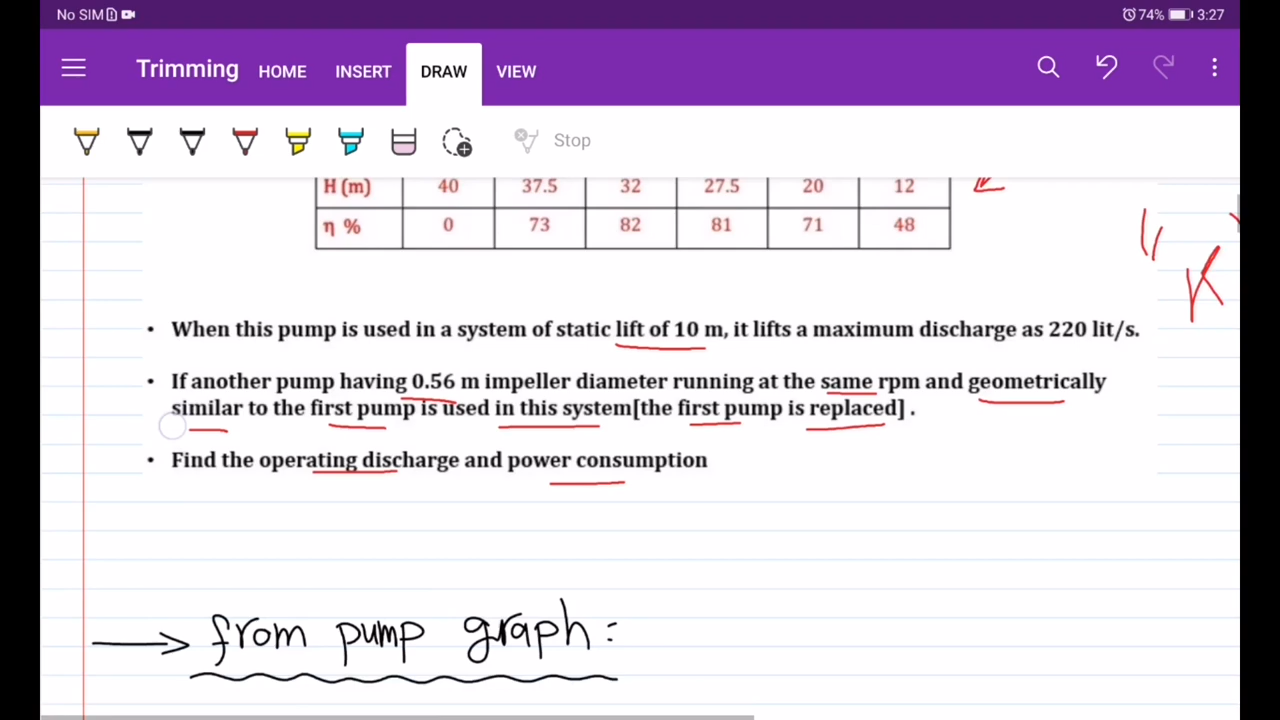 No SIM 74% 3:27
Trimming HOME INSERT DRAW VIEW
Stop
H (m) 40 37.5 32 27.5 20 12
η % 0 73 82 81 71 48
K
• When this pump is used in a system of static lift of 10 m, it lifts a maximum discharge as 220 lit/s.
• If another pump having 0.56 m impeller diameter running at the same rpm and geometrically
similar to the first pump is used in this system[the first pump is replaced] .
• Find the operating discharge and power consumption
from pump graph: